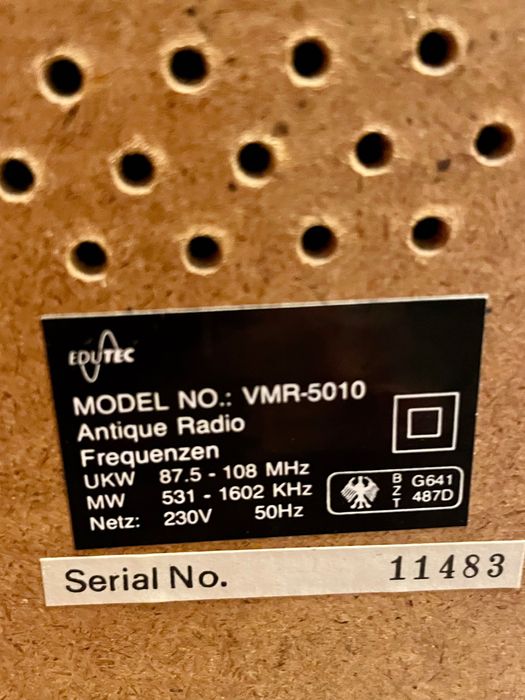 EDUTEC
MODEL NO.: VMR-5010
Antique Radio
Frequenzen
UKW 87.5 - 108 MHz
MW 531 - 1602 KHz
Netz: 230V 50Hz
BZT G641 487D
Serial No. 11483